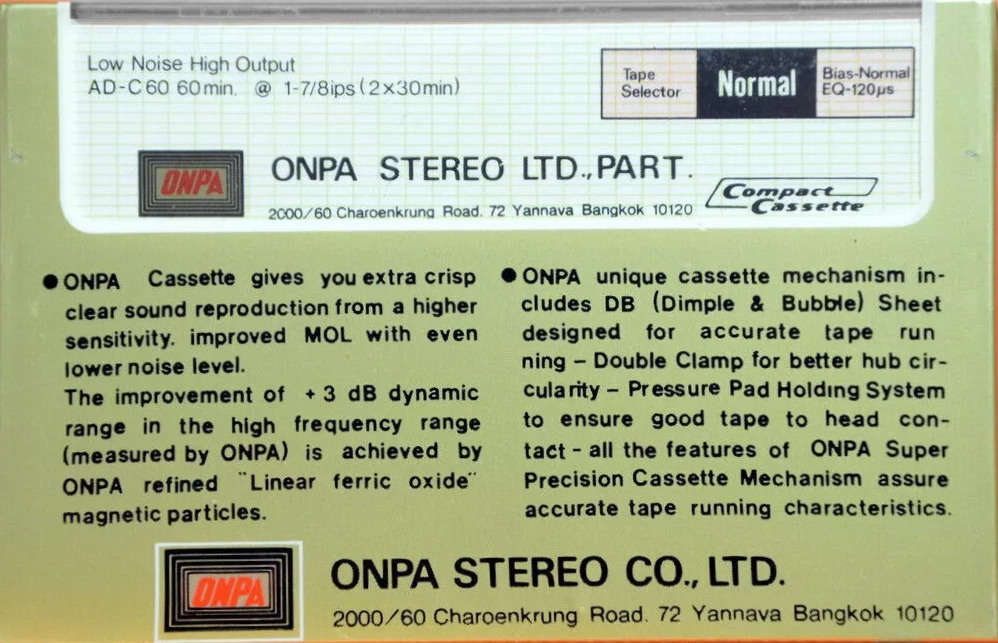 Low Noise High Output
AD-C60 60min. @ 1-7/8ips (2×30min)
Tape
Selector
Normal
Bias-Normal
EQ-120µs
ONPA
ONPA STEREO LTD.,PART.
2000/60 Charoenkrung Road. 72 Yannava Bangkok 10120
Compact
Cassette
● ONPA Cassette gives you extra crisp
clear sound reproduction from a higher
sensitivity. improved MOL with even
lower noise level.
The improvement of + 3 dB dynamic
range in the high frequency range
(measured by ONPA) is achieved by
ONPA refined "Linear ferric oxide"
magnetic particles.
● ONPA unique cassette mechanism in-
cludes DB (Dimple & Bubble) Sheet
designed for accurate tape run
ning – Double Clamp for better hub cir-
cularity – Pressure Pad Holding System
to ensure good tape to head con-
tact - all the features of ONPA Super
Precision Cassette Mechanism assure
accurate tape running characteristics.
ONPA
ONPA STEREO CO., LTD.
2000/60 Charoenkrung Road. 72 Yannava Bangkok 10120